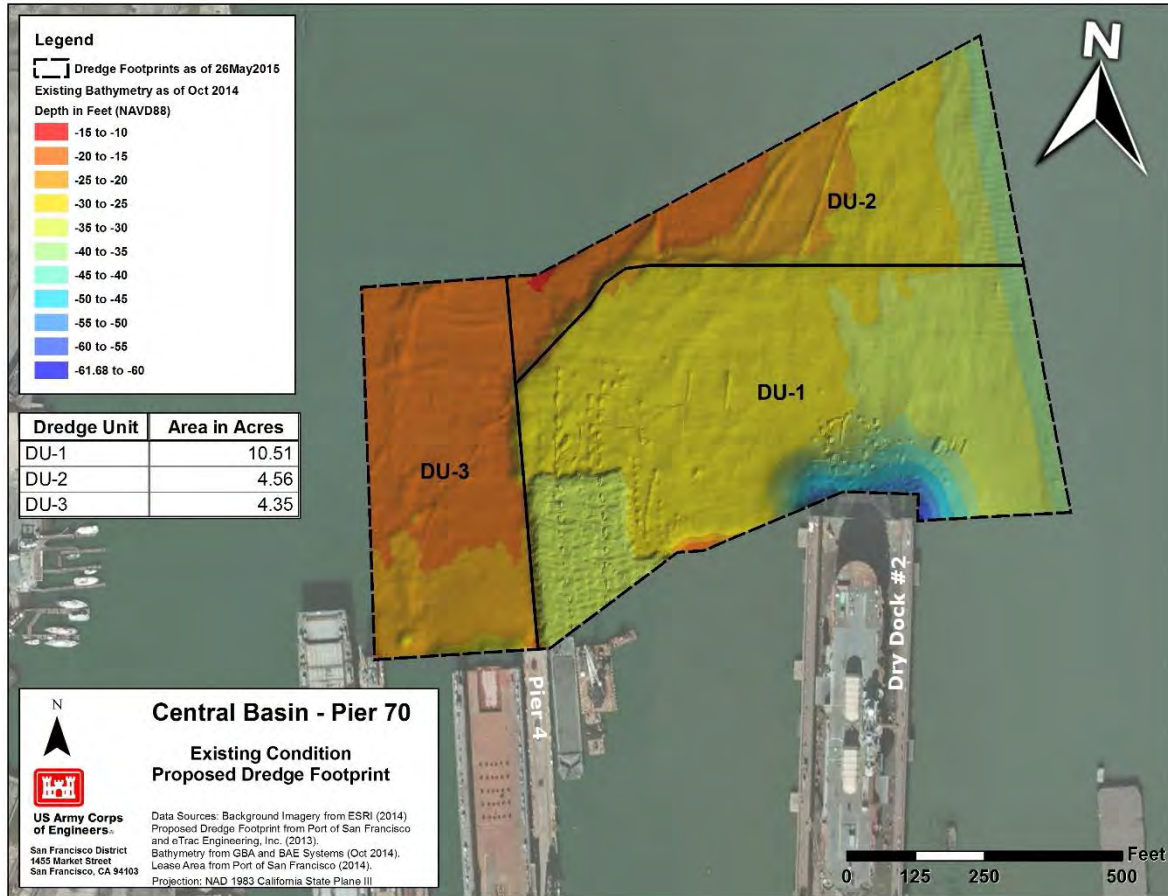 Legend
Dredge Footprints as of 26May2015
Existing Bathymetry as of Oct 2014
Depth in Feet (NAVD88)
-15 to -10
-20 to -15
-25 to -20
-30 to -25
-35 to -30
-40 to -35
-45 to -40
-50 to -45
-55 to -50
-60 to -55
-61.68 to -60
N
DU-2
DU-1
DU-3
Dredge Unit Area in Acres
DU-1 10.51
DU-2 4.56
DU-3 4.35
Pier 4
Dry Dock #2
N
US Army Corps
of Engineers®
San Francisco District
1455 Market Street
San Francisco, CA 94103
Central Basin - Pier 70
Existing Condition
Proposed Dredge Footprint
Data Sources: Background Imagery from ESRI (2014)
Proposed Dredge Footprint from Port of San Francisco
and eTrac Engineering, Inc. (2013).
Bathymetry from GBA and BAE Systems (Oct 2014).
Lease Area from Port of San Francisco (2014).
Projection: NAD 1983 California State Plane III
Feet
0 125 250 500